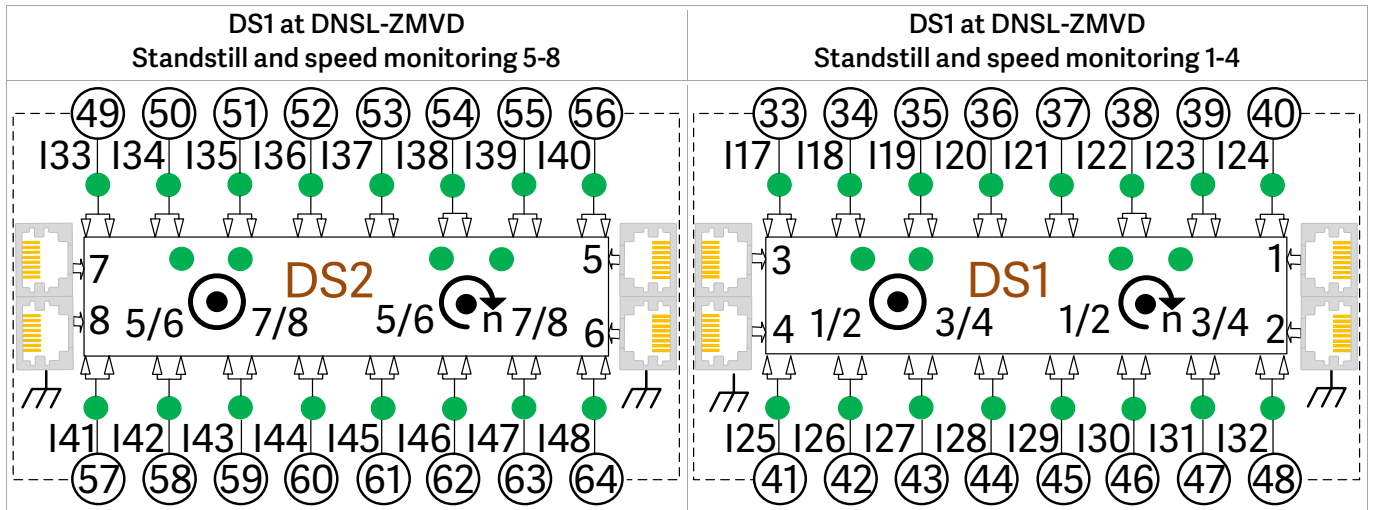 DS1 at DNSL-ZMVD
Standstill and speed monitoring 5-8
49 50 51 52 53 54 55 56
I33 I34 I35 I36 I37 I38 I39 I40
7 DS2 5
8 5/6 7/8 5/6 n 7/8 6
I41 I42 I43 I44 I45 I46 I47 I48
57 58 59 60 61 62 63 64
DS1 at DNSL-ZMVD
Standstill and speed monitoring 1-4
33 34 35 36 37 38 39 40
I17 I18 I19 I20 I21 I22 I23 I24
3 DS1 1
4 1/2 3/4 1/2 n 3/4 2
I25 I26 I27 I28 I29 I30 I31 I32
41 42 43 44 45 46 47 48